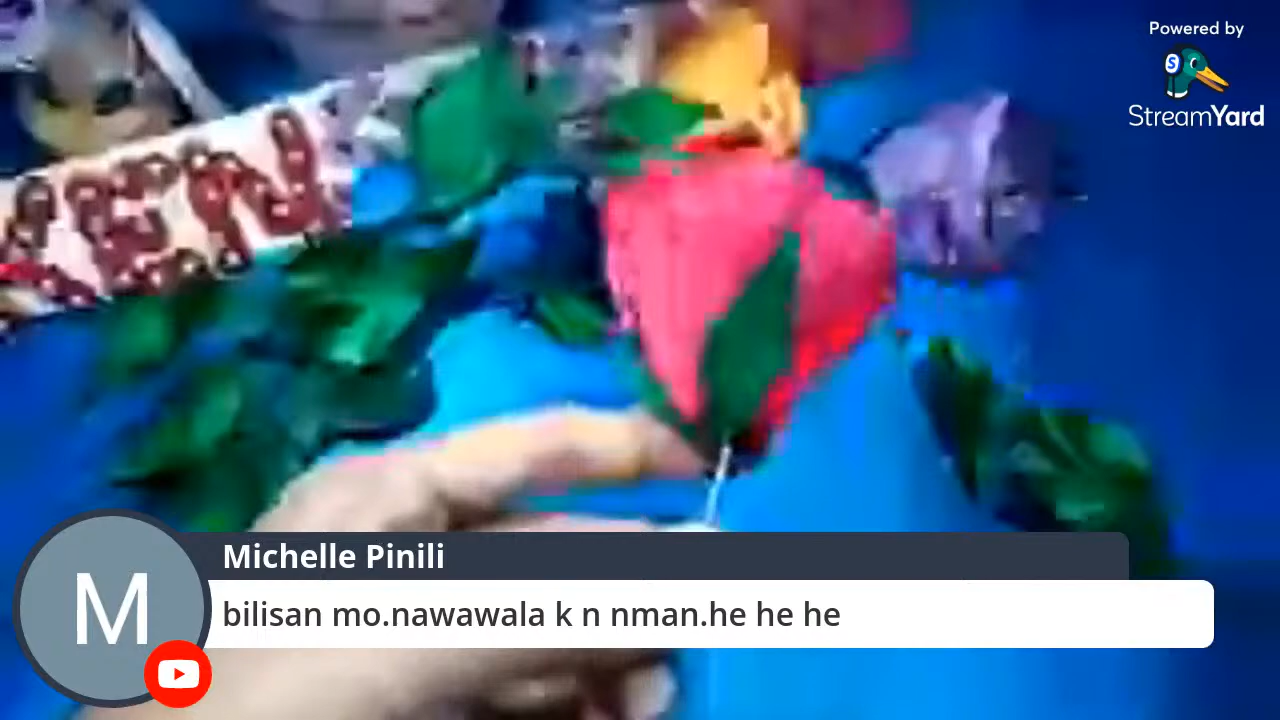 Powered by
StreamYard
Michelle Pinili
bilisan mo.nawawala k n nman.he he he
M